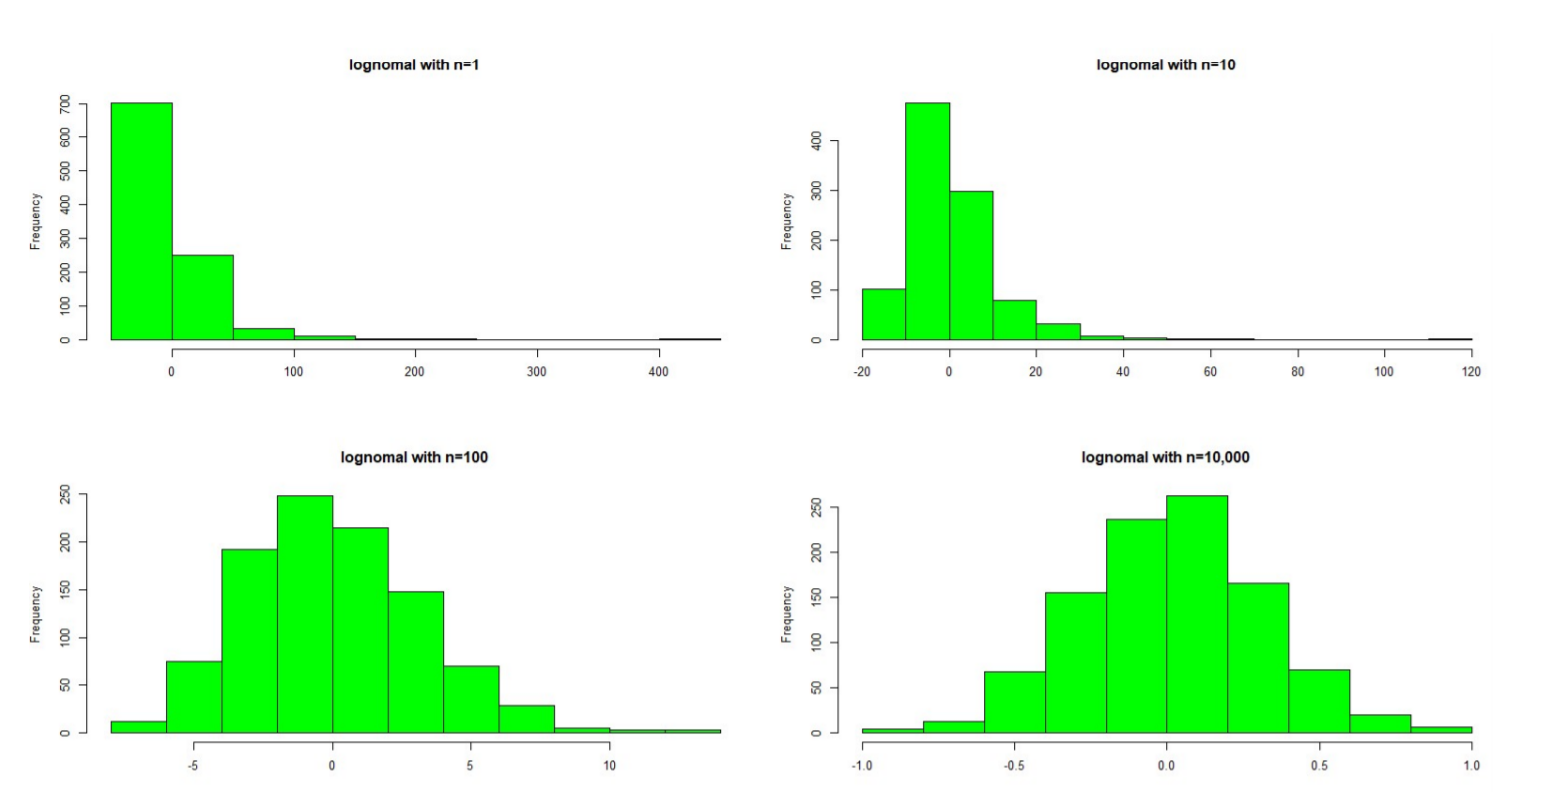 lognomal with n=1
Frequency
0 100 200 300 400 500 600 700
0 100 200 300 400
lognomal with n=10
Frequency
0 100 200 300 400
-20 0 20 40 60 80 100 120
lognomal with n=100
Frequency
0 50 100 150 200 250
-5 0 5 10
lognomal with n=10,000
Frequency
0 50 100 150 200 250
-1.0 -0.5 0.0 0.5 1.0